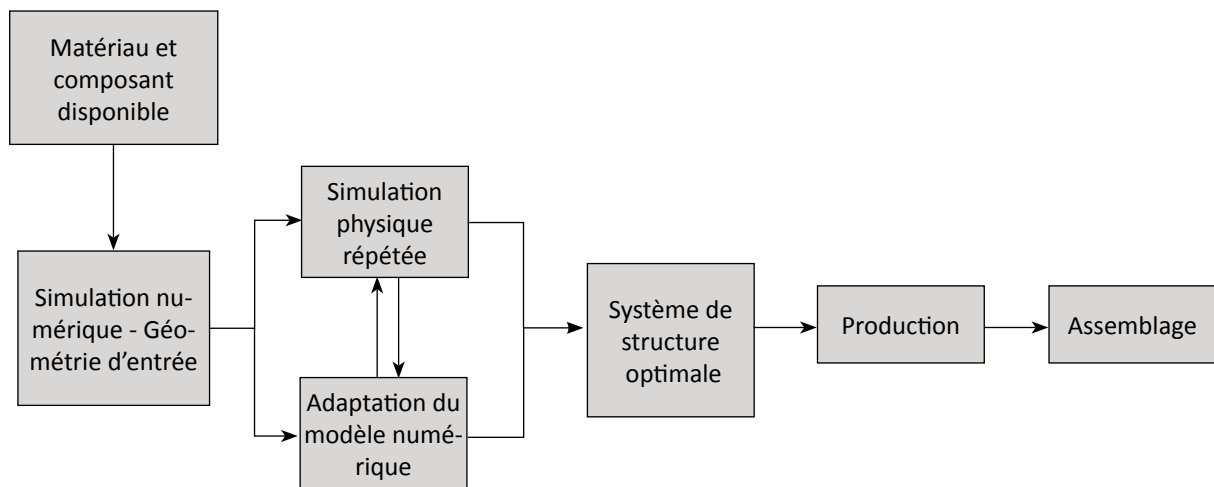 Matériau et
composant
disponible
Simulation nu-
mérique - Géo-
métrie d’entrée
Simulation
physique
répétée
Adaptation du
modèle numé-
rique
Système de
structure
optimale
Production
Assemblage